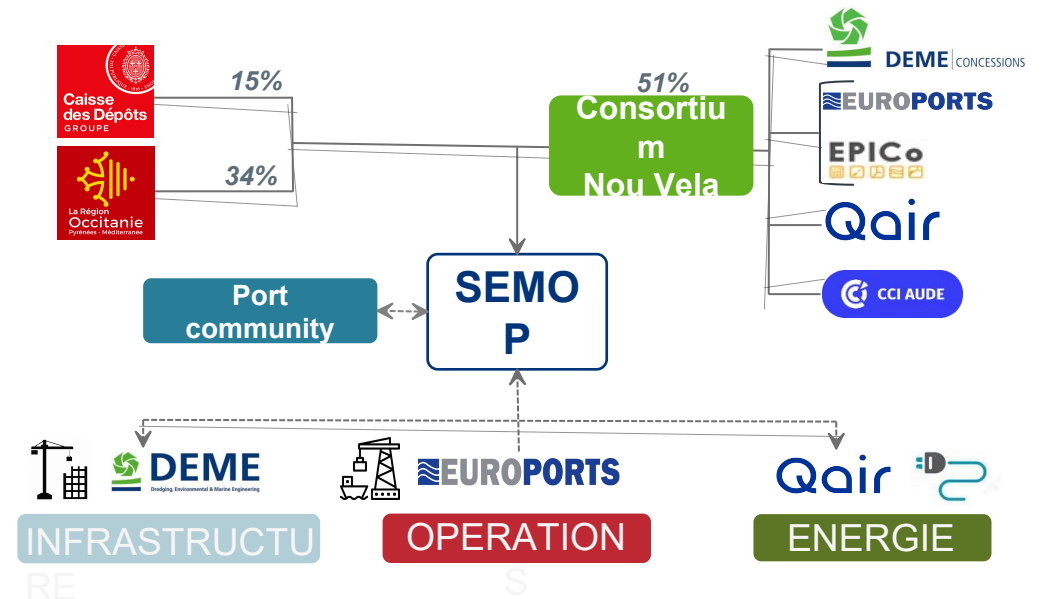 15%
Caisse
des Dépôts
GROUPE
34%
La Région
Occitanie
Pyrénées - Méditerranée
51%
Consortiu
m
Nou Vela
DEME CONCESSIONS
EUROPORTS
EPICo
Qair
CCI AUDE
Port
community
SEMO
P
DEME
Dredging, Environmental & Marine Engineering
EUROPORTS
Qair
INFRASTRUCTU
RE
OPERATION
S
ENERGIE